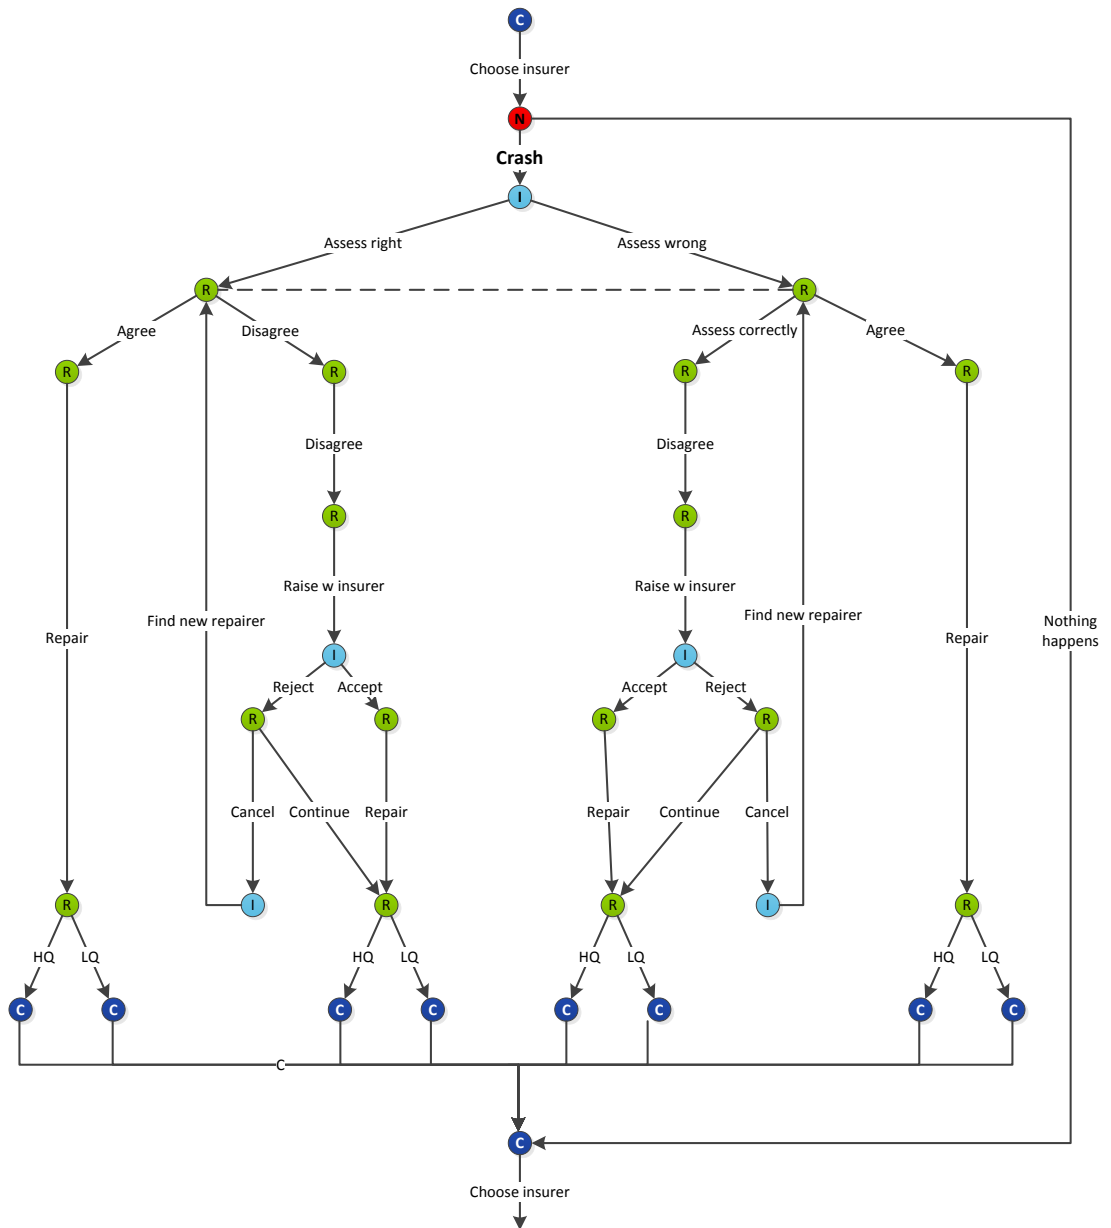 C
Choose insurer
N
Crash
I
Assess right
Assess wrong
R
R
Agree
Disagree
Assess correctly
Agree
R
R
R
R
Disagree
Disagree
R
R
Raise w insurer
Raise w insurer
Find new repairer
Find new repairer
Repair
Repair
Nothing
happens
I
I
Reject
Accept
Accept
Reject
R
R
R
R
Cancel
Continue
Repair
Repair
Continue
Cancel
R
I
R
R
I
R
HQ
LQ
HQ
LQ
HQ
LQ
HQ
LQ
C
C
C
C
C
C
C
C
C
C
Choose insurer